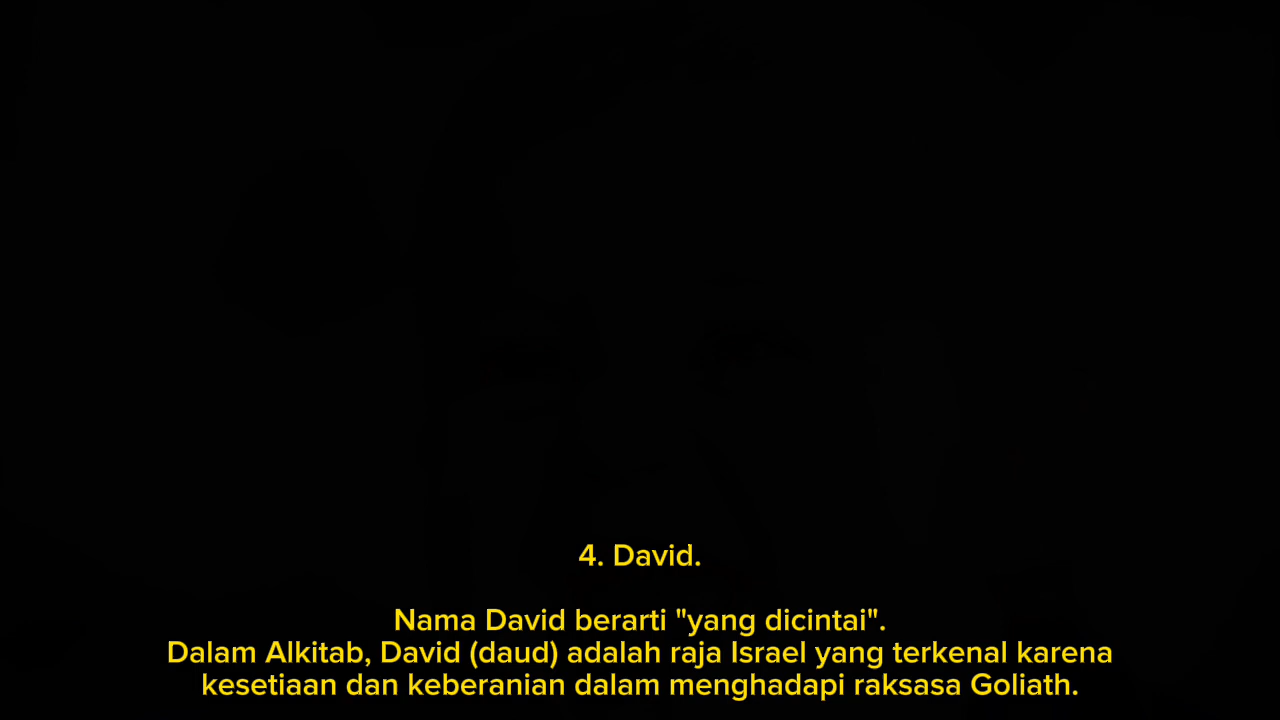 4. David.
Nama David berarti "yang dicintai".
Dalam Alkitab, David (daud) adalah raja Israel yang terkenal karena
kesetiaan dan keberanian dalam menghadapi raksasa Goliath.